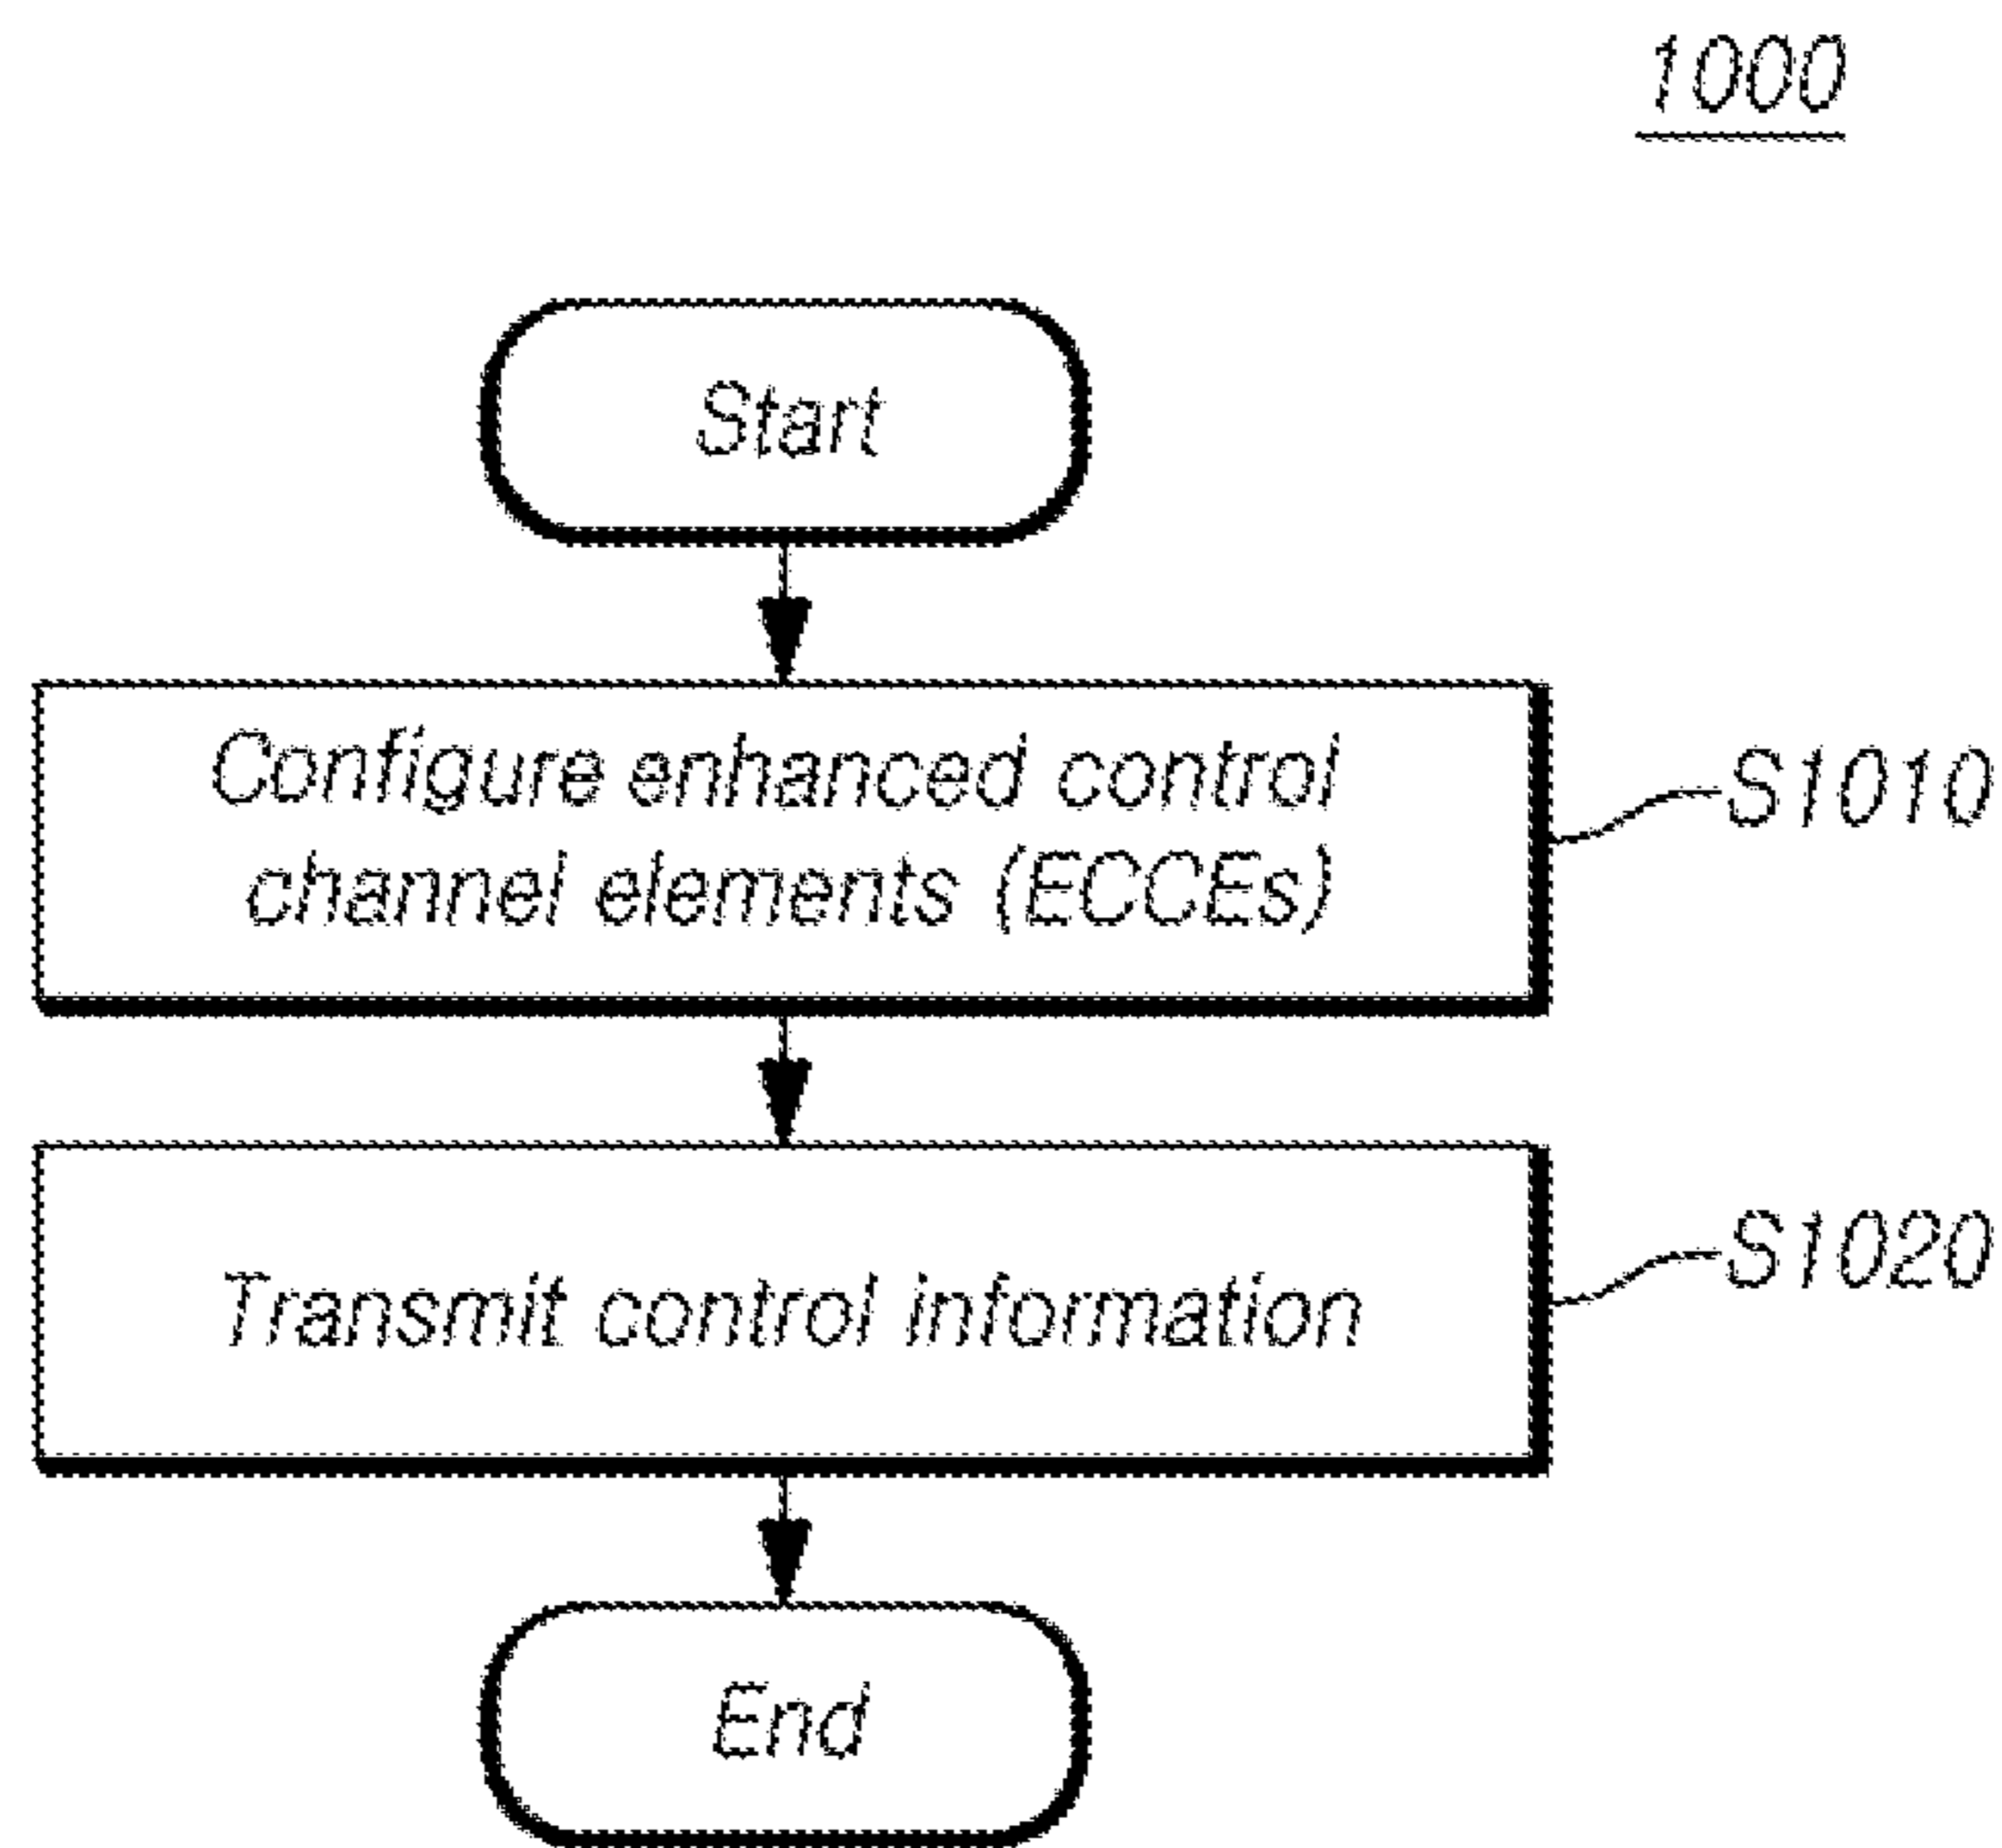 1000
Start
Configure enhanced control
channel elements (ECCEs)
S1010
Transmit control information
S1020
End